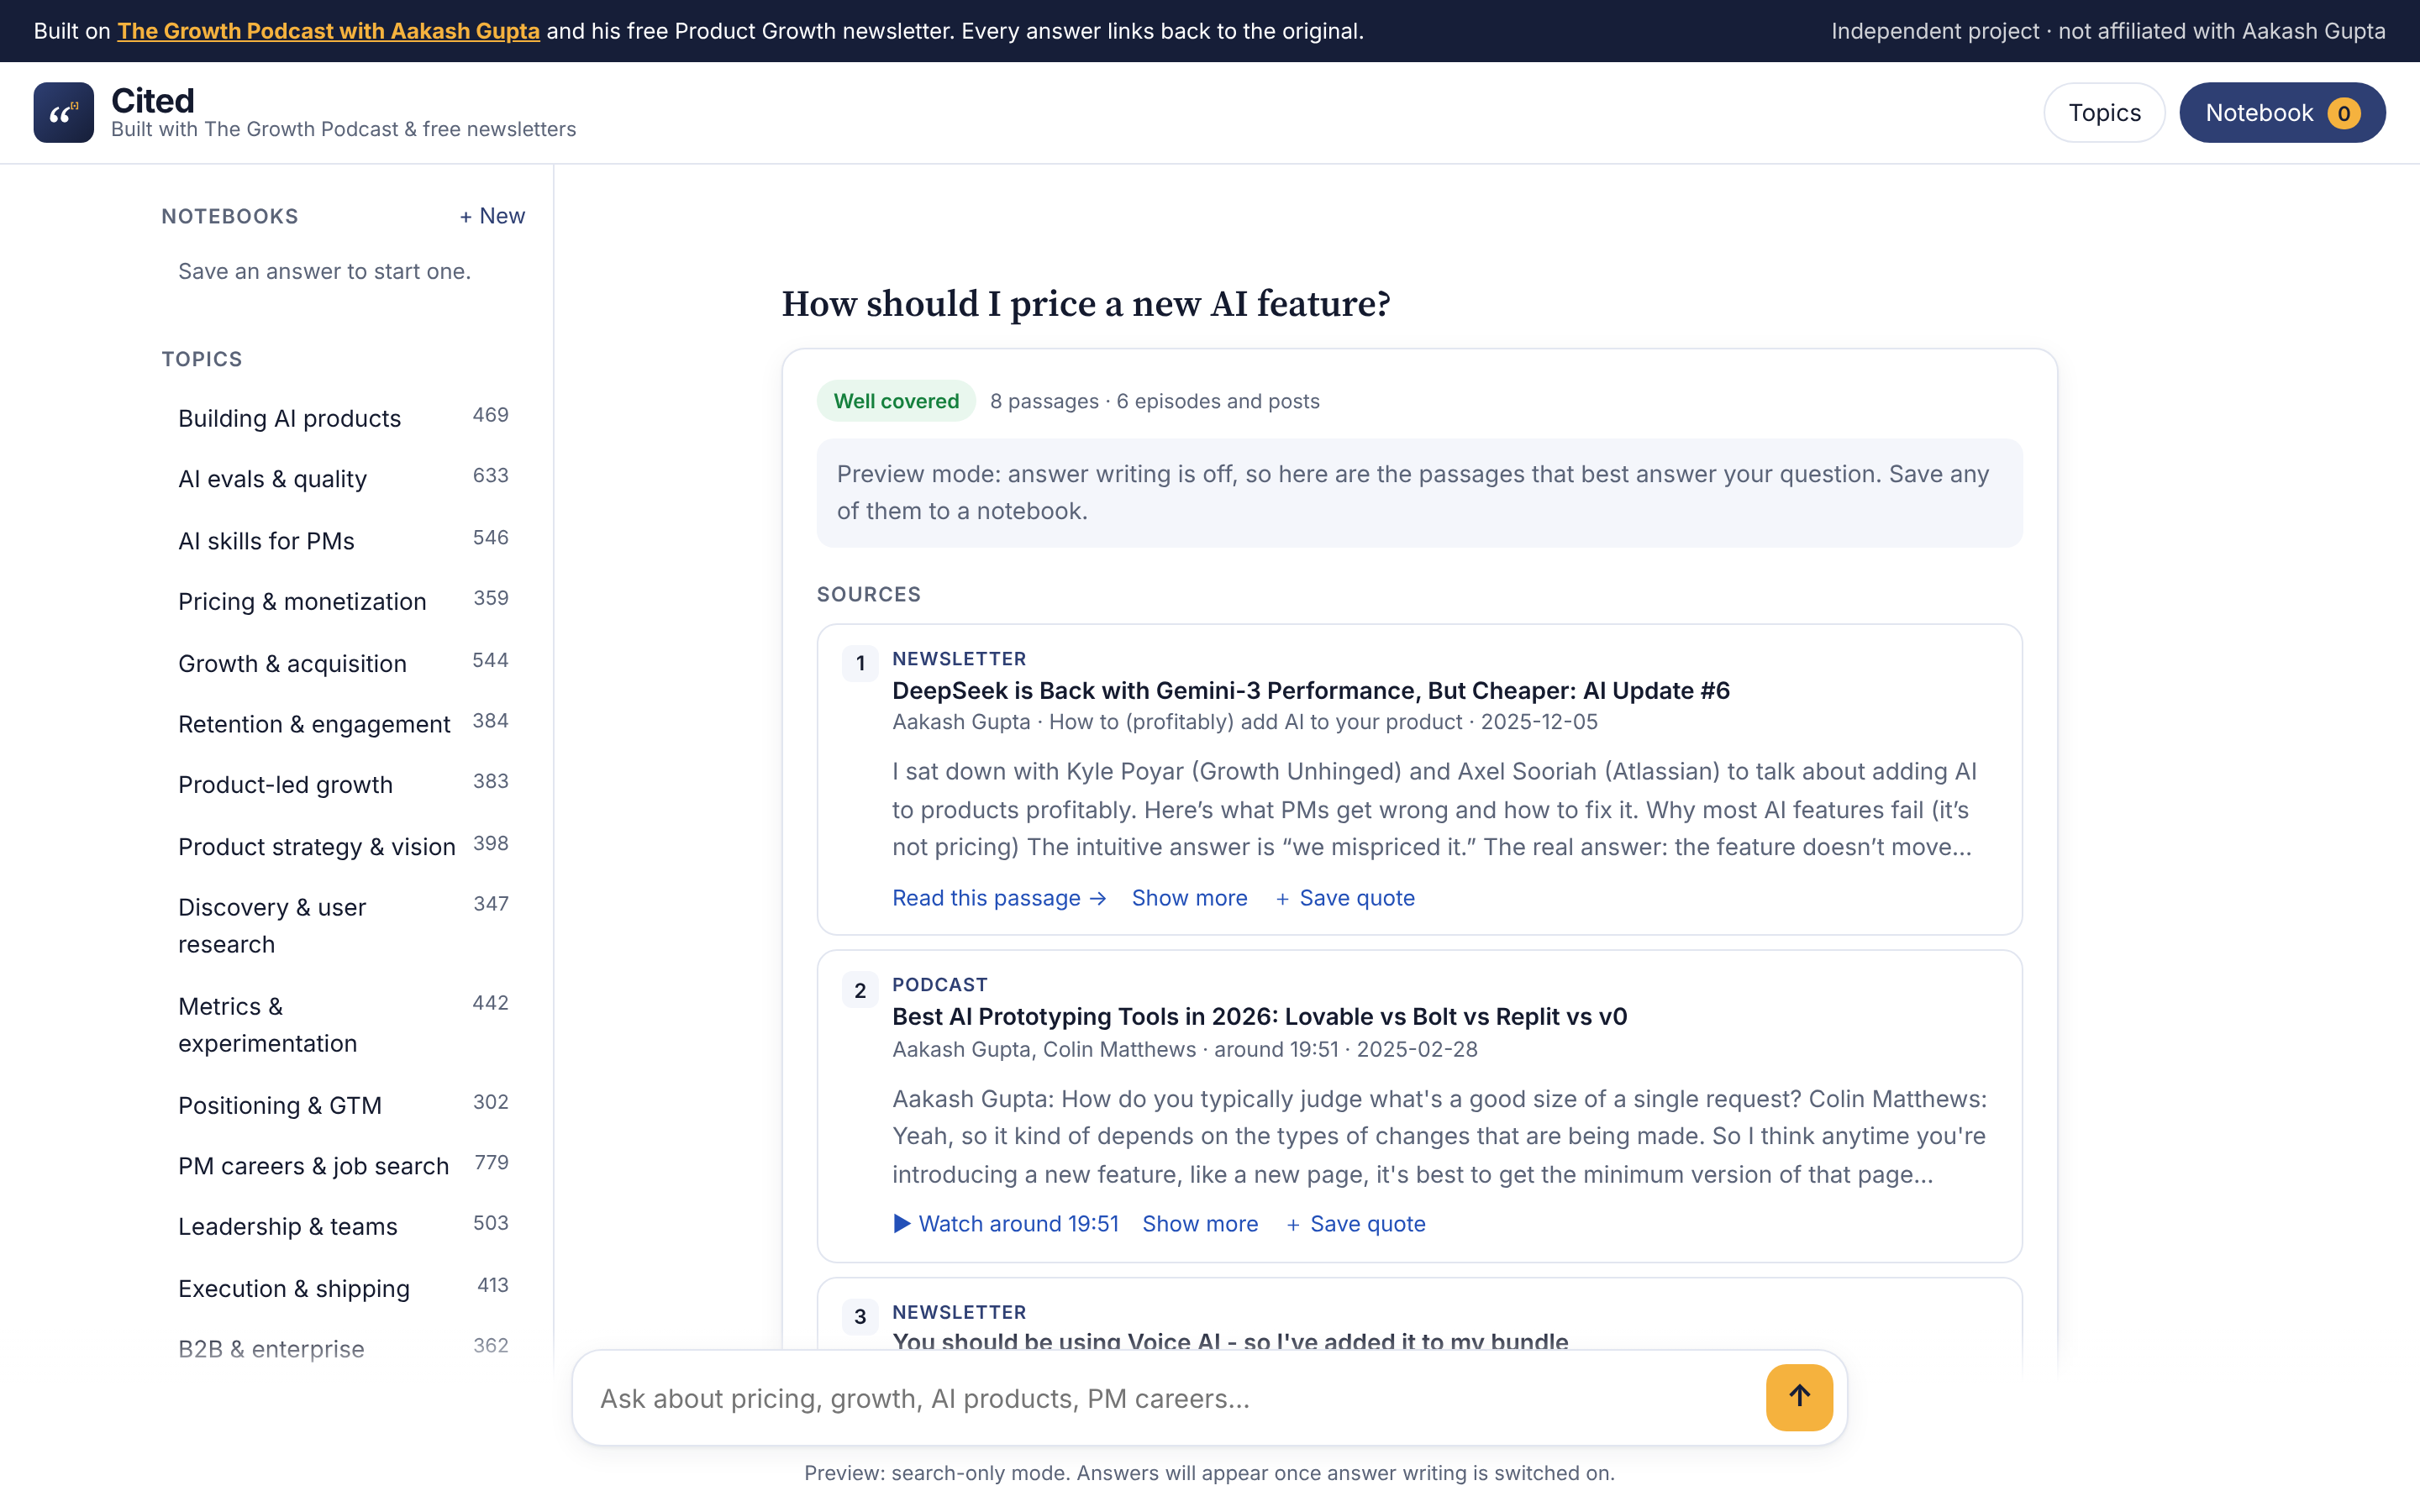 Built on The Growth Podcast with Aakash Gupta and his free Product Growth newsletter. Every answer links back to the original.
Independent project · not affiliated with Aakash Gupta
Cited
Built with The Growth Podcast & free newsletters
Topics
Notebook 0
NOTEBOOKS
+ New
Save an answer to start one.
TOPICS
Building AI products 469
AI evals & quality 633
AI skills for PMs 546
Pricing & monetization 359
Growth & acquisition 544
Retention & engagement 384
Product-led growth 383
Product strategy & vision 398
Discovery & user 347
research
Metrics & 442
experimentation
Positioning & GTM 302
PM careers & job search 779
Leadership & teams 503
Execution & shipping 413
B2B & enterprise 362
How should I price a new AI feature?
Well covered 8 passages · 6 episodes and posts
Preview mode: answer writing is off, so here are the passages that best answer your question. Save any
of them to a notebook.
SOURCES
1 NEWSLETTER
DeepSeek is Back with Gemini-3 Performance, But Cheaper: AI Update #6
Aakash Gupta · How to (profitably) add AI to your product · 2025-12-05
I sat down with Kyle Poyar (Growth Unhinged) and Axel Sooriah (Atlassian) to talk about adding AI
to products profitably. Here’s what PMs get wrong and how to fix it. Why most AI features fail (it’s
not pricing) The intuitive answer is “we mispriced it.” The real answer: the feature doesn’t move…
Read this passage → Show more + Save quote
2 PODCAST
Best AI Prototyping Tools in 2026: Lovable vs Bolt vs Replit vs v0
Aakash Gupta, Colin Matthews · around 19:51 · 2025-02-28
Aakash Gupta: How do you typically judge what's a good size of a single request? Colin Matthews:
Yeah, so it kind of depends on the types of changes that are being made. So I think anytime you're
introducing a new feature, like a new page, it's best to get the minimum version of that page…
▶ Watch around 19:51 Show more + Save quote
3 NEWSLETTER
You should be using Voice AI - so I've added it to my bundle
Ask about pricing, growth, AI products, PM careers…
↑
Preview: search-only mode. Answers will appear once answer writing is switched on.